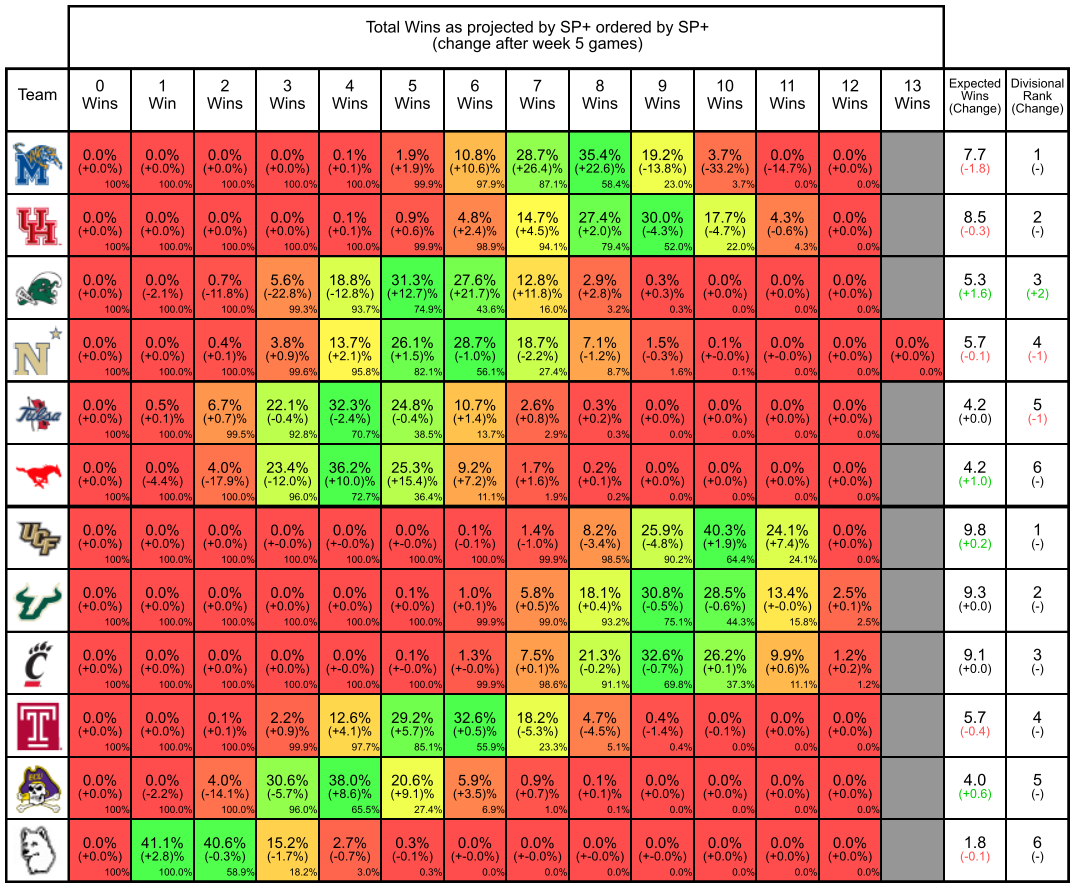 Total Wins as projected by SP+ ordered by SP+
(change after week 5 games)
Team 0 Wins 1 Win 2 Wins 3 Wins 4 Wins 5 Wins 6 Wins 7 Wins 8 Wins 9 Wins 10 Wins 11 Wins 12 Wins 13 Wins Expected Wins (Change) Divisional Rank (Change)
M 0.0% 0.0% 0.0% 0.0% 0.1% 1.9% 10.8% 28.7% 35.4% 19.2% 3.7% 0.0% 0.0% 7.7 1
(+0.0%) (+0.0%) (+0.0%) (+0.0%) (+0.1)% (+1.9)% (+10.6)% (+26.4)% (+22.6)% (-13.8%) (-33.2%) (-14.7%) (+0.0%) (-1.8) (-)
100% 100.0% 100.0% 100.0% 100.0% 99.9% 97.9% 87.1% 58.4% 23.0% 3.7% 0.0% 0.0%
UH 0.0% 0.0% 0.0% 0.0% 0.1% 0.9% 4.8% 14.7% 27.4% 30.0% 17.7% 4.3% 0.0% 8.5 2
(+0.0%) (+0.0%) (+0.0%) (+0.0%) (+0.1)% (+0.6)% (+2.4)% (+4.5)% (+2.0)% (-4.3%) (-4.7%) (-0.6%) (+0.0%) (-0.3) (-)
100% 100.0% 100.0% 100.0% 100.0% 99.9% 98.9% 94.1% 79.4% 52.0% 22.0% 4.3% 0.0%
0.0% 0.0% 0.7% 5.6% 18.8% 31.3% 27.6% 12.8% 2.9% 0.3% 0.0% 0.0% 0.0% 5.3 3
(+0.0%) (-2.1%) (-11.8%) (-22.8%) (-12.8%) (+12.7)% (+21.7)% (+11.8)% (+2.8)% (+0.3)% (+0.0%) (+0.0%) (+0.0%) (+1.6) (+2)
100% 100.0% 100.0% 99.3% 93.7% 74.9% 43.6% 16.0% 3.2% 0.3% 0.0% 0.0% 0.0%
N 0.0% 0.0% 0.4% 3.8% 13.7% 26.1% 28.7% 18.7% 7.1% 1.5% 0.1% 0.0% 0.0% 0.0% 5.7 4
(+0.0%) (+0.0%) (+0.1)% (+0.9)% (+2.1)% (+1.5)% (-1.0%) (-2.2%) (-1.2%) (-0.3%) (+-0.0%) (+-0.0%) (+0.0%) (+0.0%) (-0.1) (-1)
100% 100.0% 100.0% 99.6% 95.8% 82.1% 56.1% 27.4% 8.7% 1.6% 0.1% 0.0% 0.0% 0.0%
Tulsa 0.0% 0.5% 6.7% 22.1% 32.3% 24.8% 10.7% 2.6% 0.3% 0.0% 0.0% 0.0% 0.0% 4.2 5
(+0.0%) (+0.1)% (+0.7)% (-0.4%) (-2.4%) (-0.4%) (+1.4)% (+0.8)% (+0.2)% (+0.0%) (+0.0%) (+0.0%) (+0.0%) (+0.0) (-1)
100% 100.0% 99.5% 92.8% 70.7% 38.5% 13.7% 2.9% 0.3% 0.0% 0.0% 0.0% 0.0%
0.0% 0.0% 4.0% 23.4% 36.2% 25.3% 9.2% 1.7% 0.2% 0.0% 0.0% 0.0% 0.0% 4.2 6
(+0.0%) (-4.4%) (-17.9%) (-12.0%) (+10.0)% (+15.4)% (+7.2)% (+1.6)% (+0.1)% (+0.0%) (+0.0%) (+0.0%) (+0.0%) (+1.0) (-)
100% 100.0% 100.0% 96.0% 72.7% 36.4% 11.1% 1.9% 0.2% 0.0% 0.0% 0.0% 0.0%
UCF 0.0% 0.0% 0.0% 0.0% 0.0% 0.0% 0.1% 1.4% 8.2% 25.9% 40.3% 24.1% 0.0% 9.8 1
(+0.0%) (+0.0%) (+0.0%) (+-0.0%) (+-0.0%) (+-0.0%) (-0.1%) (-1.0%) (-3.4%) (-4.8%) (+1.9)% (+7.4)% (+0.0%) (+0.2) (-)
100% 100.0% 100.0% 100.0% 100.0% 100.0% 100.0% 99.9% 98.5% 90.2% 64.4% 24.1% 0.0%
0.0% 0.0% 0.0% 0.0% 0.0% 0.1% 1.0% 5.8% 18.1% 30.8% 28.5% 13.4% 2.5% 9.3 2
(+0.0%) (+0.0%) (+0.0%) (+0.0%) (+0.0%) (+0.0%) (+0.1)% (+0.5)% (+0.4)% (-0.5%) (-0.6%) (+-0.0%) (+0.1)% (+0.0) (-)
100% 100.0% 100.0% 100.0% 100.0% 100.0% 99.9% 99.0% 93.2% 75.1% 44.3% 15.8% 2.5%
C 0.0% 0.0% 0.0% 0.0% 0.0% 0.1% 1.3% 7.5% 21.3% 32.6% 26.2% 9.9% 1.2% 9.1 3
(+0.0%) (+0.0%) (+0.0%) (+0.0%) (+-0.0%) (+-0.0%) (+-0.0%) (+0.1)% (-0.2%) (-0.7%) (+0.1)% (+0.6)% (+0.2)% (+0.0) (-)
100% 100.0% 100.0% 100.0% 100.0% 100.0% 99.9% 98.6% 91.1% 69.8% 37.3% 11.1% 1.2%
T 0.0% 0.0% 0.1% 2.2% 12.6% 29.2% 32.6% 18.2% 4.7% 0.4% 0.0% 0.0% 0.0% 5.7 4
(+0.0%) (+0.0%) (+0.1)% (+0.9)% (+4.1)% (+5.7)% (+0.5)% (-5.3%) (-4.5%) (-1.4%) (-0.1%) (+0.0%) (+0.0%) (-0.4) (-)
100% 100.0% 100.0% 99.9% 97.7% 85.1% 55.9% 23.3% 5.1% 0.4% 0.0% 0.0% 0.0%
ECU 0.0% 0.0% 4.0% 30.6% 38.0% 20.6% 5.9% 0.9% 0.1% 0.0% 0.0% 0.0% 0.0% 4.0 5
(+0.0%) (-2.2%) (-14.1%) (-5.7%) (+8.6)% (+9.1)% (+3.5)% (+0.7)% (+0.1)% (+0.0%) (+0.0%) (+0.0%) (+0.0%) (+0.6) (-)
100% 100.0% 100.0% 96.0% 65.5% 27.4% 6.9% 1.0% 0.1% 0.0% 0.0% 0.0% 0.0%
0.0% 41.1% 40.6% 15.2% 2.7% 0.3% 0.0% 0.0% 0.0% 0.0% 0.0% 0.0% 0.0% 1.8 6
(+0.0%) (+2.8)% (-0.3%) (-1.7%) (-0.7%) (-0.1%) (+-0.0%) (+-0.0%) (+-0.0%) (+-0.0%) (+0.0%) (+0.0%) (+0.0%) (-0.1) (-)
100% 100.0% 58.9% 18.2% 3.0% 0.3% 0.0% 0.0% 0.0% 0.0% 0.0% 0.0% 0.0%